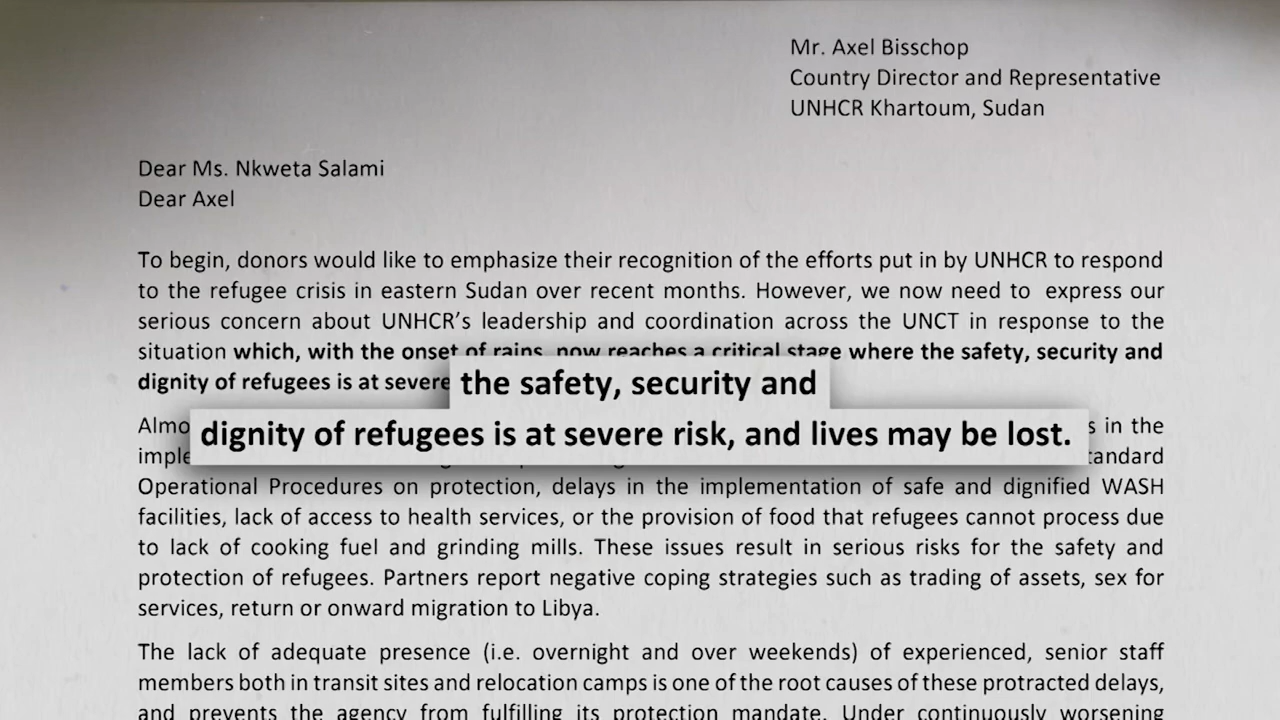 Mr. Axel Bisschop
Country Director and Representative
UNHCR Khartoum, Sudan
Dear Ms. Nkweta Salami
Dear Axel
To begin, donors would like to emphasize their recognition of the efforts put in by UNHCR to respond
to the refugee crisis in eastern Sudan over recent months. However, we now need to express our
serious concern about UNHCR's leadership and coordination across the UNCT in response to the
situation which, with the onset of rains, now reaches a critical stage where the safety, security and
dignity of refugees is at severe
the safety, security and
dignity of refugees is at severe risk, and lives may be lost.
Almo s in the
imple tandard
Operational Procedures on protection, delays in the implementation of safe and dignified WASH
facilities, lack of access to health services, or the provision of food that refugees cannot process due
to lack of cooking fuel and grinding mills. These issues result in serious risks for the safety and
protection of refugees. Partners report negative coping strategies such as trading of assets, sex for
services, return or onward migration to Libya.
The lack of adequate presence (i.e. overnight and over weekends) of experienced, senior staff
members both in transit sites and relocation camps is one of the root causes of these protracted delays,
and prevents the agency from fulfilling its protection mandate. Under continuously worsening